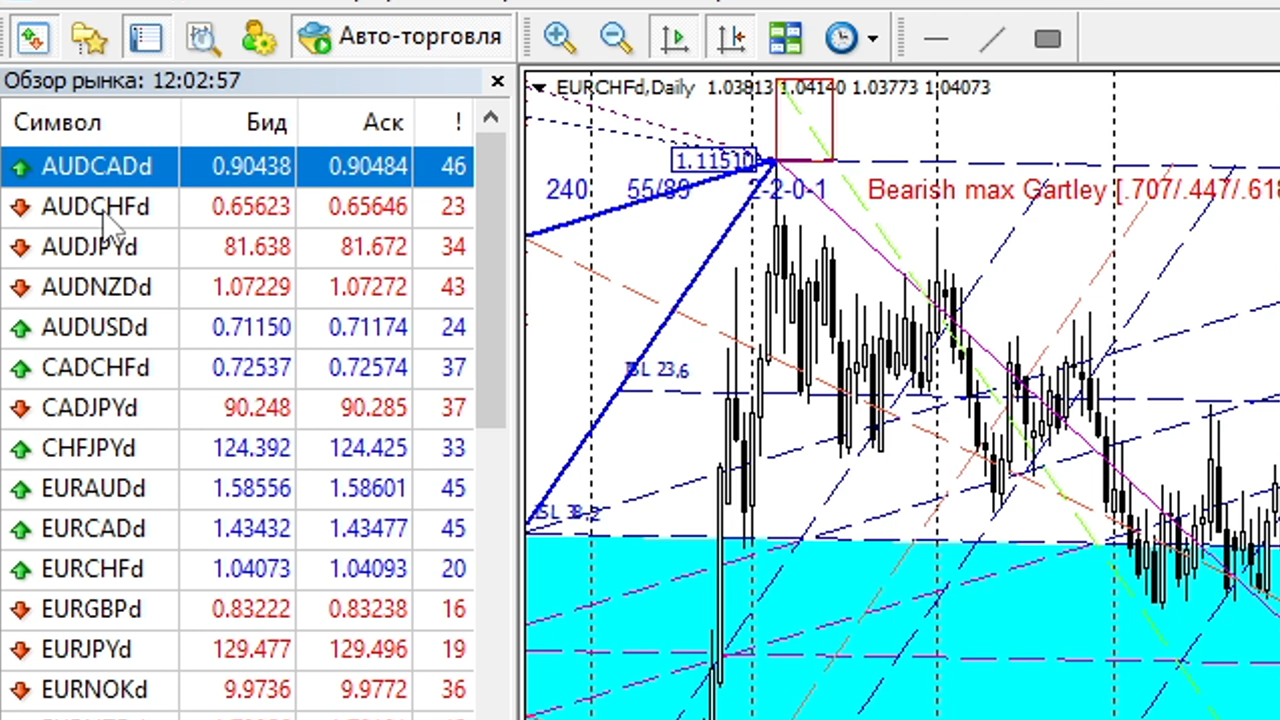 Авто-торговля
Обзор рынка: 12:02:57
Символ Бид Аск !
AUDCADd 0.90438 0.90484 46
AUDCHFd 0.65623 0.65646 23
AUDJPYd 81.638 81.672 34
AUDNZDd 1.07229 1.07272 43
AUDUSDd 0.71150 0.71174 24
CADCHFd 0.72537 0.72574 37
CADJPYd 90.248 90.285 37
CHFJPYd 124.392 124.425 33
EURAUDd 1.58556 1.58601 45
EURCADd 1.43432 1.43477 45
EURCHFd 1.04073 1.04093 20
EURGBPd 0.83222 0.83238 16
EURJPYd 129.477 129.496 19
EURNOKd 9.9736 9.9772 36
EURCHFd,Daily 1.03813 1.04140 1.03773 1.04073
1.11510
240 55/89 2-2-0-1 Bearish max Gartley [.707/.447/.618
SL 23,6
SL 38,2